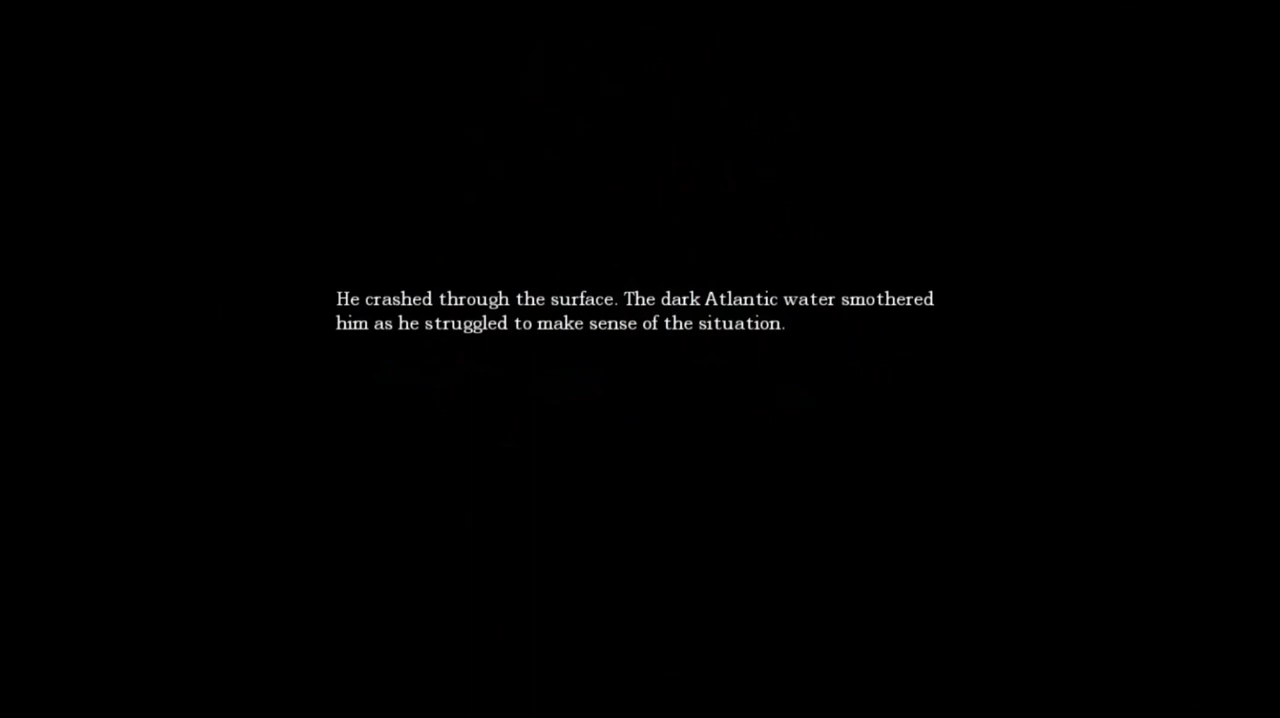 He crashed through the surface. The dark Atlantic water smothered
him as he struggled to make sense of the situation.